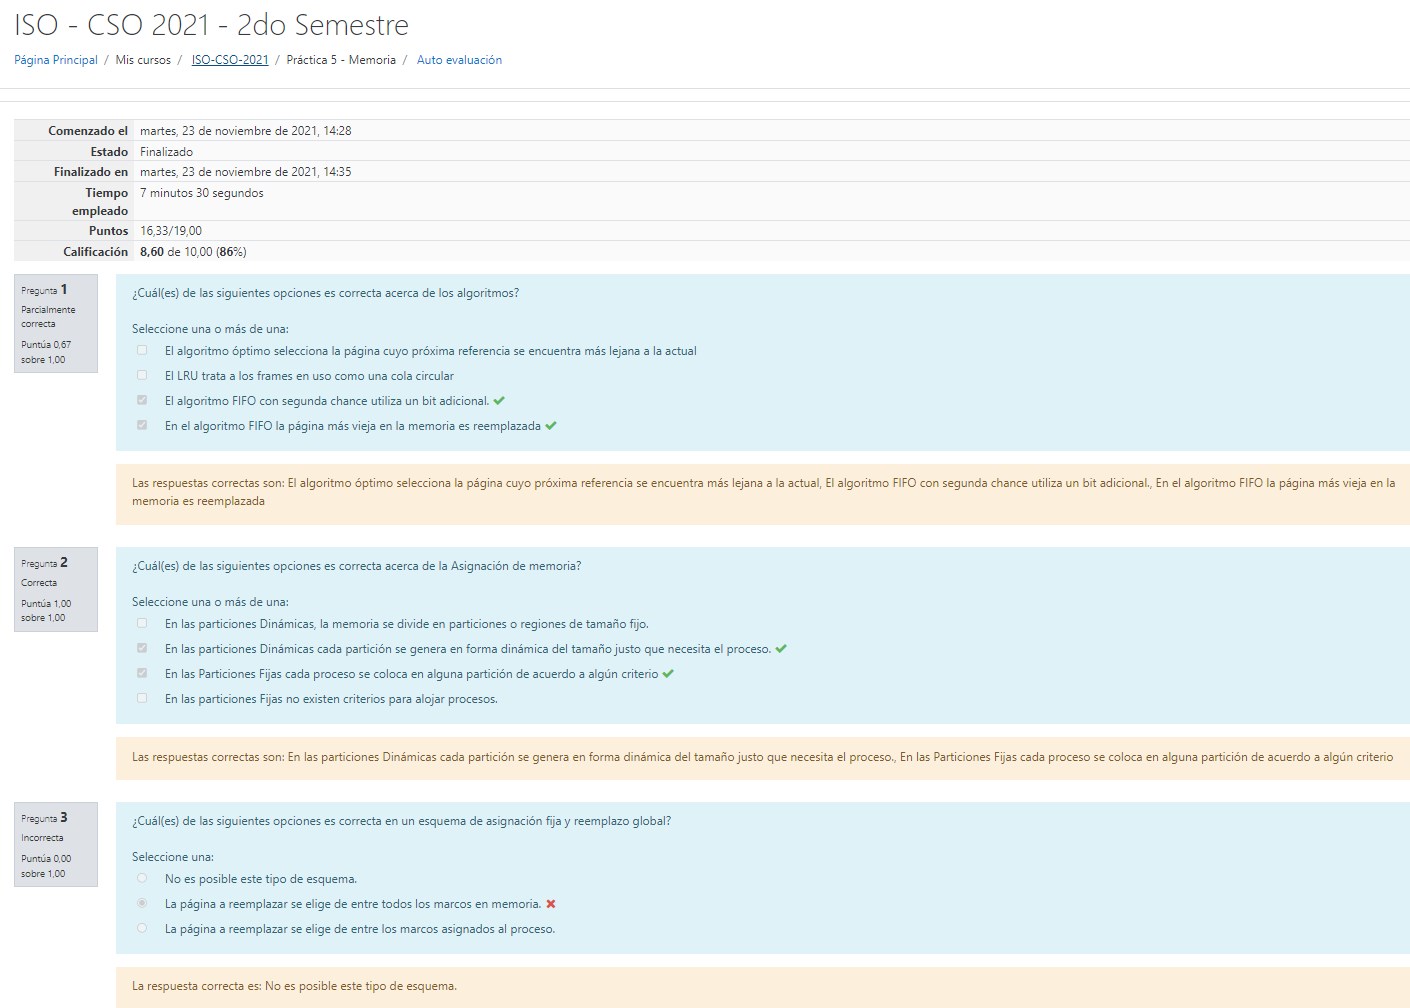 ISO - CSO 2021 - 2do Semestre
Página Principal / Mis cursos / ISO-CSO-2021 / Práctica 5 - Memoria / Auto evaluación
Comenzado el martes, 23 de noviembre de 2021, 14:28
Estado Finalizado
Finalizado en martes, 23 de noviembre de 2021, 14:35
Tiempo empleado 7 minutos 30 segundos
Puntos 16,33/19,00
Calificación 8,60 de 10,00 (86%)
Pregunta 1
Parcialmente
correcta
Puntúa 0,67
sobre 1,00
¿Cuál(es) de las siguientes opciones es correcta acerca de los algoritmos?
Seleccione una o más de una:
El algoritmo óptimo selecciona la página cuyo próxima referencia se encuentra más lejana a la actual
El LRU trata a los frames en uso como una cola circular
El algoritmo FIFO con segunda chance utiliza un bit adicional.
En el algoritmo FIFO la página más vieja en la memoria es reemplazada
Las respuestas correctas son: El algoritmo óptimo selecciona la página cuyo próxima referencia se encuentra más lejana a la actual, El algoritmo FIFO con segunda chance utiliza un bit adicional., En el algoritmo FIFO la página más vieja en la
memoria es reemplazada
Pregunta 2
Correcta
Puntúa 1,00
sobre 1,00
¿Cuál(es) de las siguientes opciones es correcta acerca de la Asignación de memoria?
Seleccione una o más de una:
En las particiones Dinámicas, la memoria se divide en particiones o regiones de tamaño fijo.
En las particiones Dinámicas cada partición se genera en forma dinámica del tamaño justo que necesita el proceso.
En las Particiones Fijas cada proceso se coloca en alguna partición de acuerdo a algún criterio
En las particiones Fijas no existen criterios para alojar procesos.
Las respuestas correctas son: En las particiones Dinámicas cada partición se genera en forma dinámica del tamaño justo que necesita el proceso., En las Particiones Fijas cada proceso se coloca en alguna partición de acuerdo a algún criterio
Pregunta 3
Incorrecta
Puntúa 0,00
sobre 1,00
¿Cuál(es) de las siguientes opciones es correcta en un esquema de asignación fija y reemplazo global?
Seleccione una:
No es posible este tipo de esquema.
La página a reemplazar se elige de entre todos los marcos en memoria.
La página a reemplazar se elige de entre los marcos asignados al proceso.
La respuesta correcta es: No es posible este tipo de esquema.